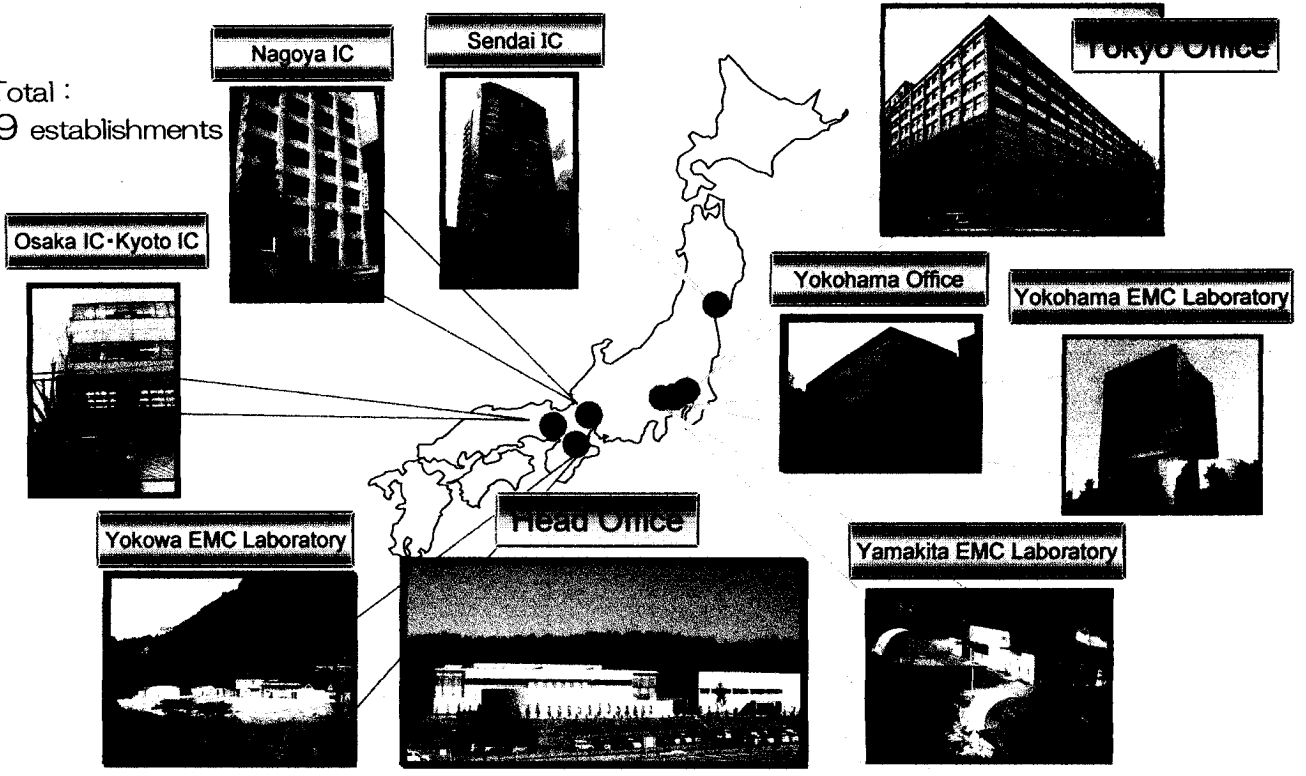 Nagoya IC
Sendai IC
Tokyo Office
Total :
9 establishments
Osaka IC・Kyoto IC
Yokohama Office
Yokohama EMC Laboratory
Yokowa EMC Laboratory
Head Office
Yamakita EMC Laboratory